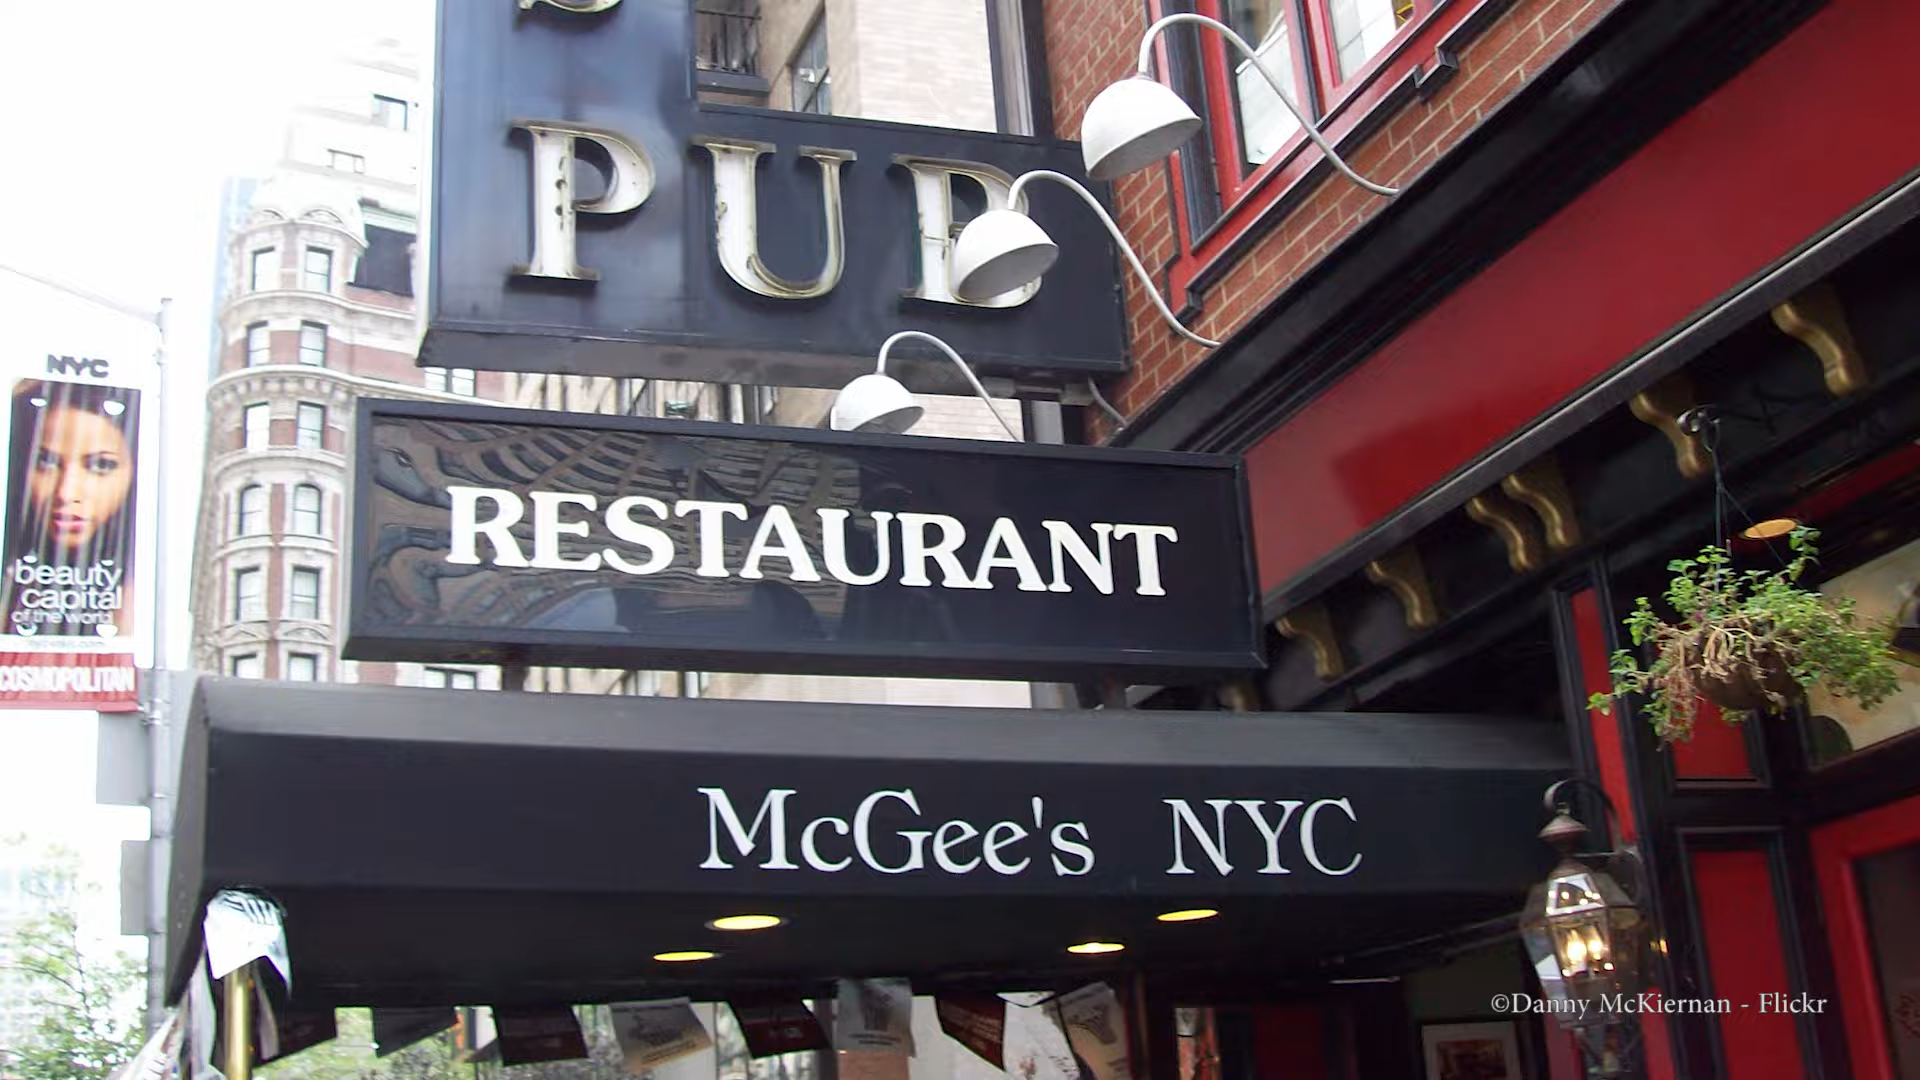 S
PUB
RESTAURANT
McGee's NYC
NYC
beauty
capital
of the world
COSMOPOLITAN
©Danny McKiernan - Flickr